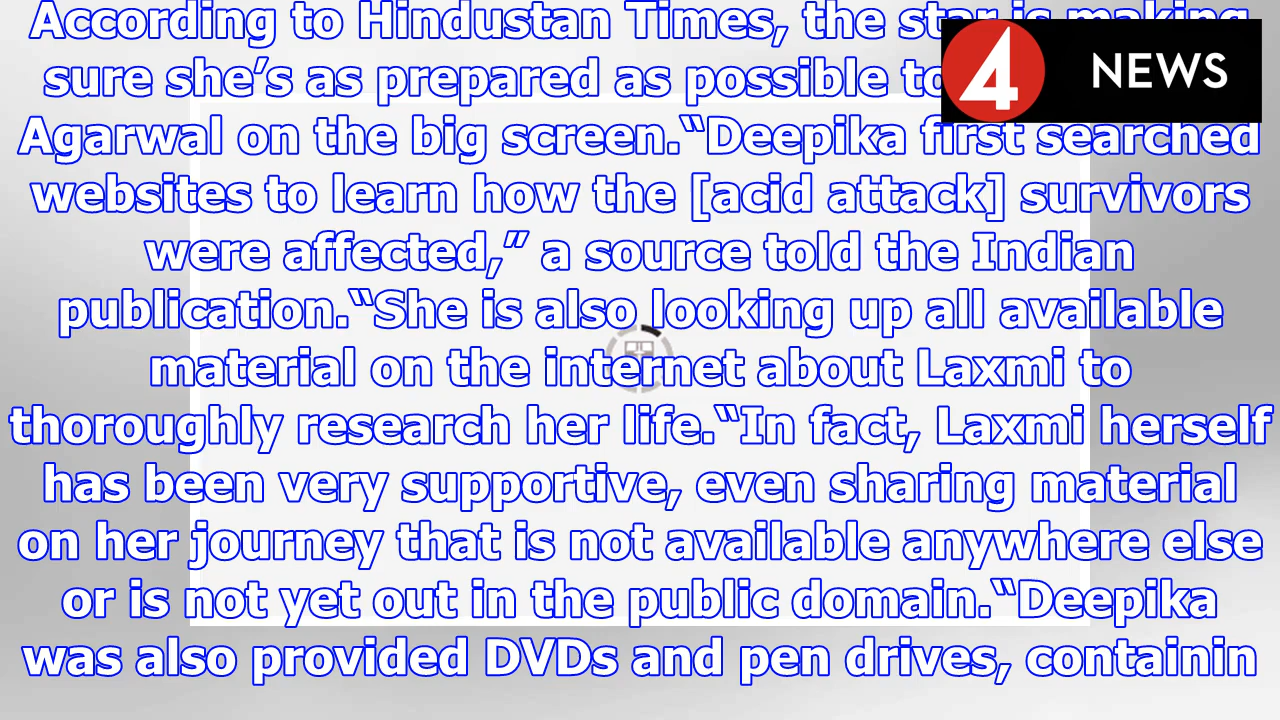 According to Hindustan Times, the star is making
sure she’s as prepared as possible to
Agarwal on the big screen.“Deepika first searched
websites to learn how the [acid attack] survivors
were affected,” a source told the Indian
publication.“She is also looking up all available
material on the internet about Laxmi to
thoroughly research her life.“In fact, Laxmi herself
has been very supportive, even sharing material
on her journey that is not available anywhere else
or is not yet out in the public domain.“Deepika
was also provided DVDs and pen drives, containin
4 NEWS